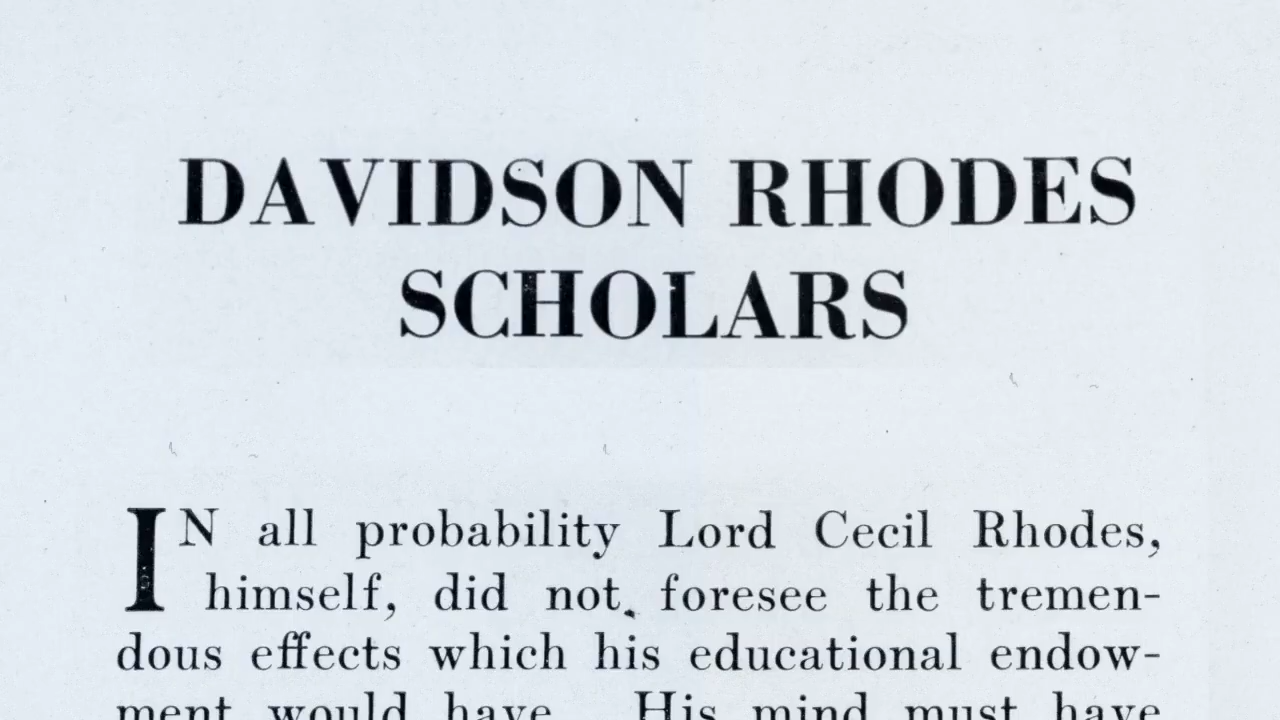 DAVIDSON RHODES
SCHOLARS
IN all probability Lord Cecil Rhodes,
himself, did not foresee the tremen-
dous effects which his educational endow-
ment would have. His mind must have